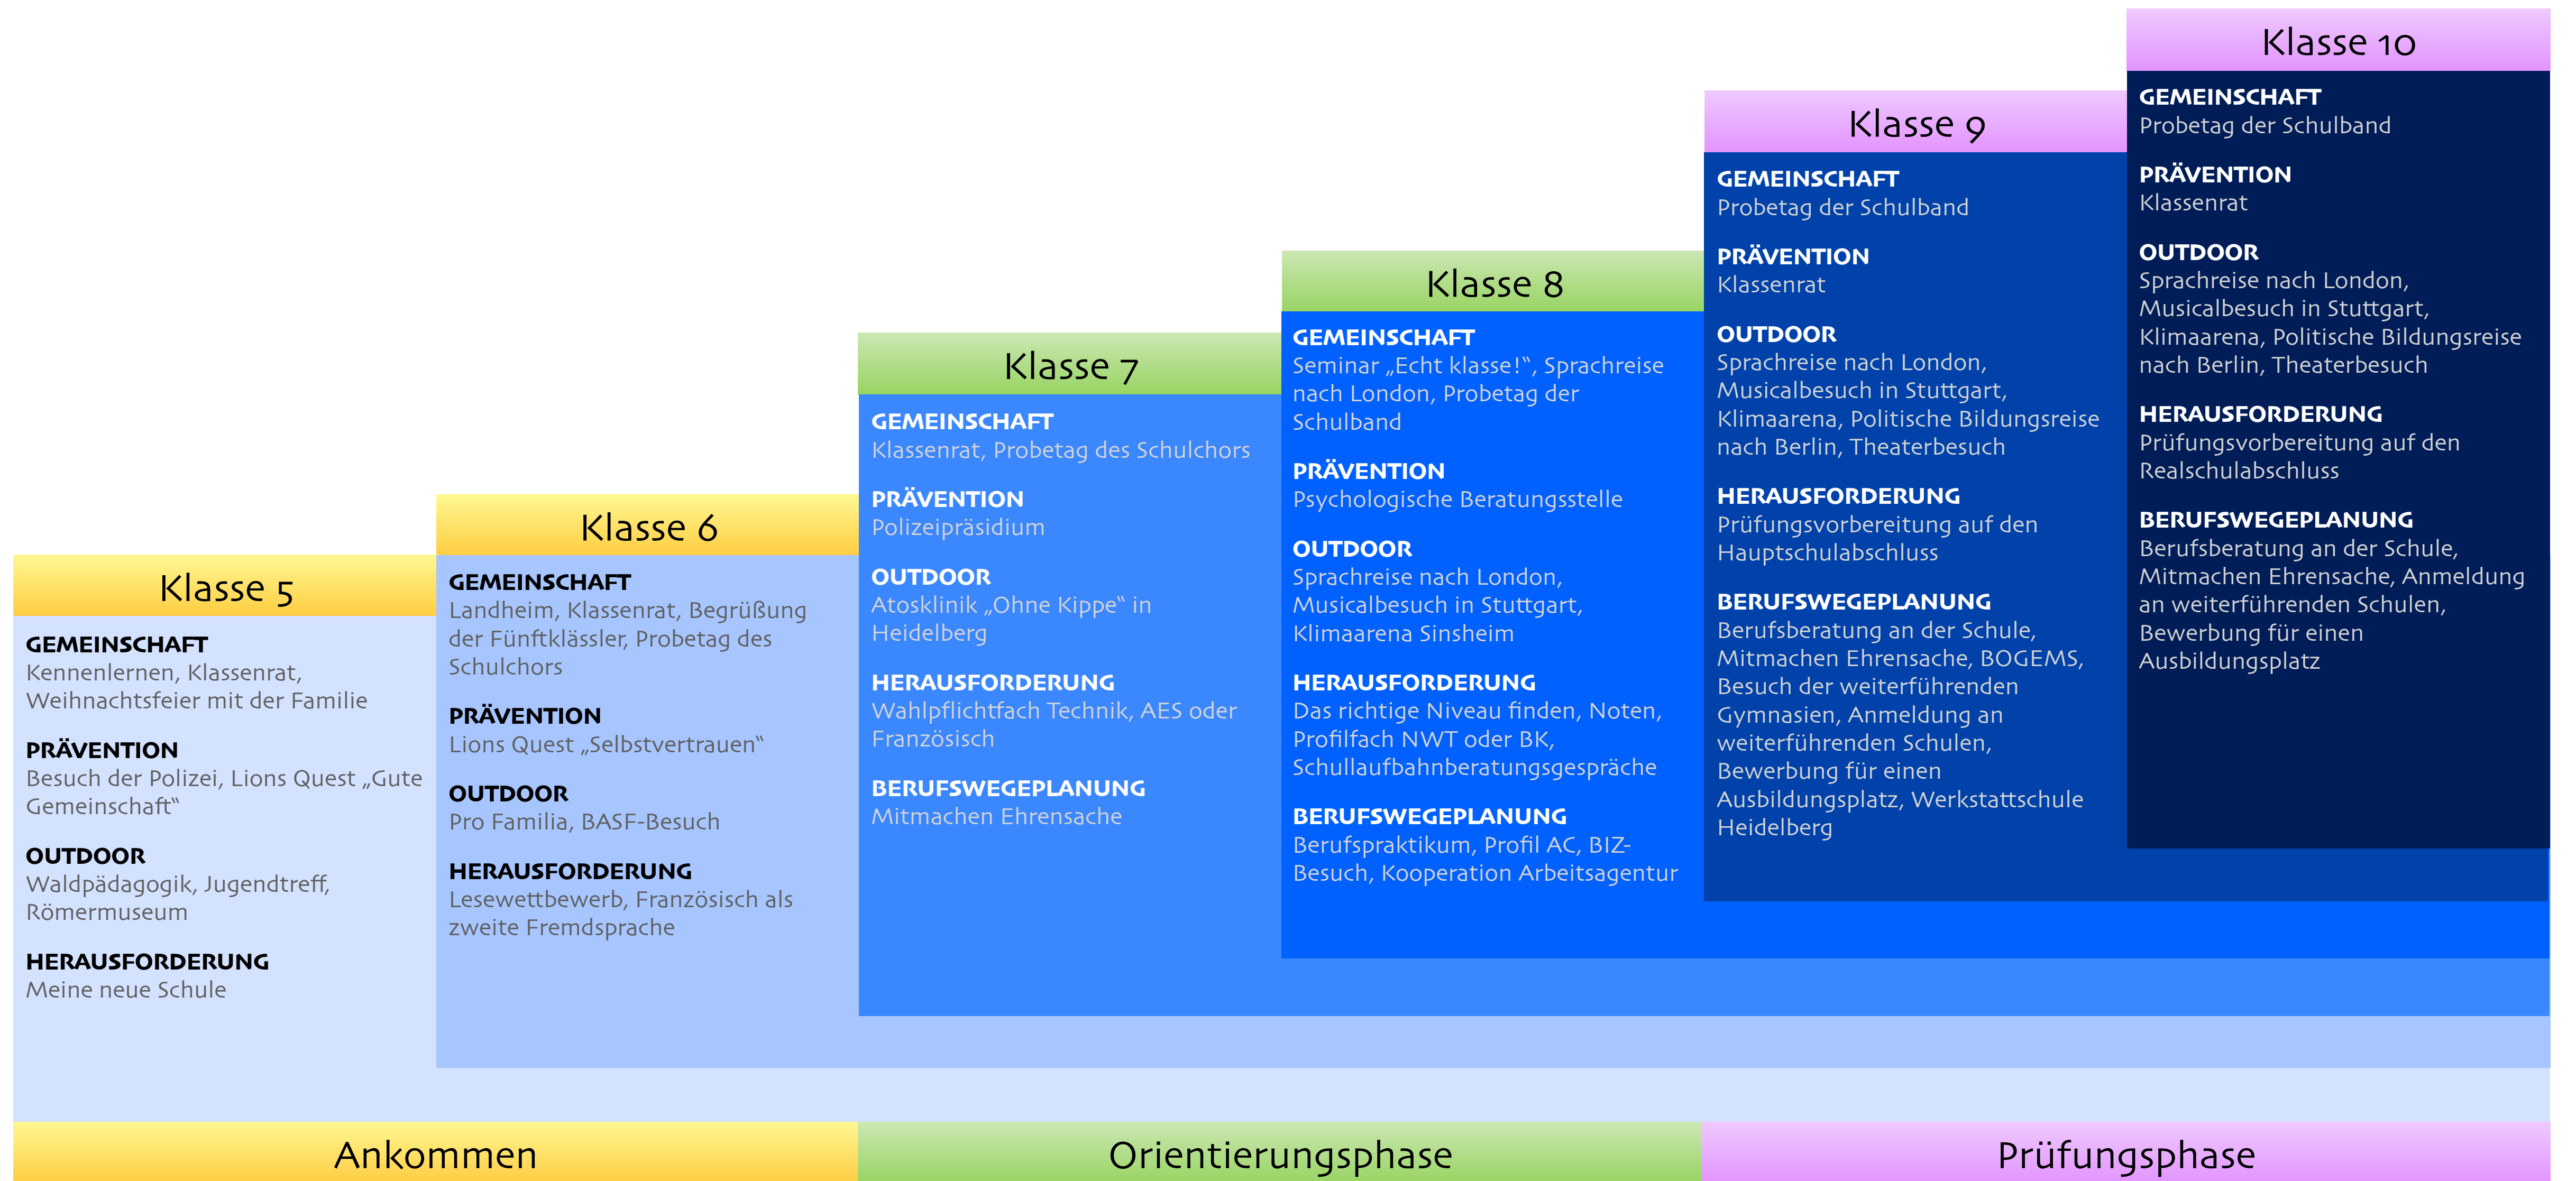 Klasse 5
GEMEINSCHAFT
Kennenlernen, Klassenrat,
Weihnachtsfeier mit der Familie
PRÄVENTION
Besuch der Polizei, Lions Quest „Gute
Gemeinschaft“
OUTDOOR
Waldpädagogik, Jugendtreff,
Römermuseum
HERAUSFORDERUNG
Meine neue Schule
Klasse 6
GEMEINSCHAFT
Landheim, Klassenrat, Begrüßung
der Fünftklässler, Probetag des
Schulchors
PRÄVENTION
Lions Quest „Selbstvertrauen“
OUTDOOR
Pro Familia, BASF-Besuch
HERAUSFORDERUNG
Lesewettbewerb, Französisch als
zweite Fremdsprache
Klasse 7
GEMEINSCHAFT
Klassenrat, Probetag des Schulchors
PRÄVENTION
Polizeipräsidium
OUTDOOR
Atosklinik „Ohne Kippe“ in
Heidelberg
HERAUSFORDERUNG
Wahlpflichtfach Technik, AES oder
Französisch
BERUFSWEGEPLANUNG
Mitmachen Ehrensache
Klasse 8
GEMEINSCHAFT
Seminar „Echt klasse!“, Sprachreise
nach London, Probetag der
Schulband
PRÄVENTION
Psychologische Beratungsstelle
OUTDOOR
Sprachreise nach London,
Musicalbesuch in Stuttgart,
Klimaarena Sinsheim
HERAUSFORDERUNG
Das richtige Niveau finden, Noten,
Profilfach NWT oder BK,
Schullaufbahnberatungsgespräche
BERUFSWEGEPLANUNG
Berufspraktikum, Profil AC, BIZ-
Besuch, Kooperation Arbeitsagentur
Klasse 9
GEMEINSCHAFT
Probetag der Schulband
PRÄVENTION
Klassenrat
OUTDOOR
Sprachreise nach London,
Musicalbesuch in Stuttgart,
Klimaarena, Politische Bildungsreise
nach Berlin, Theaterbesuch
HERAUSFORDERUNG
Prüfungsvorbereitung auf den
Hauptschulabschluss
BERUFSWEGEPLANUNG
Berufsberatung an der Schule,
Mitmachen Ehrensache, BOGEMS,
Besuch der weiterführenden
Gymnasien, Anmeldung an
weiterführenden Schulen,
Bewerbung für einen
Ausbildungsplatz, Werkstattschule
Heidelberg
Klasse 10
GEMEINSCHAFT
Probetag der Schulband
PRÄVENTION
Klassenrat
OUTDOOR
Sprachreise nach London,
Musicalbesuch in Stuttgart,
Klimaarena, Politische Bildungsreise
nach Berlin, Theaterbesuch
HERAUSFORDERUNG
Prüfungsvorbereitung auf den
Realschulabschluss
BERUFSWEGEPLANUNG
Berufsberatung an der Schule,
Mitmachen Ehrensache, Anmeldung
an weiterführenden Schulen,
Bewerbung für einen
Ausbildungsplatz
Ankommen
Orientierungsphase
Prüfungsphase